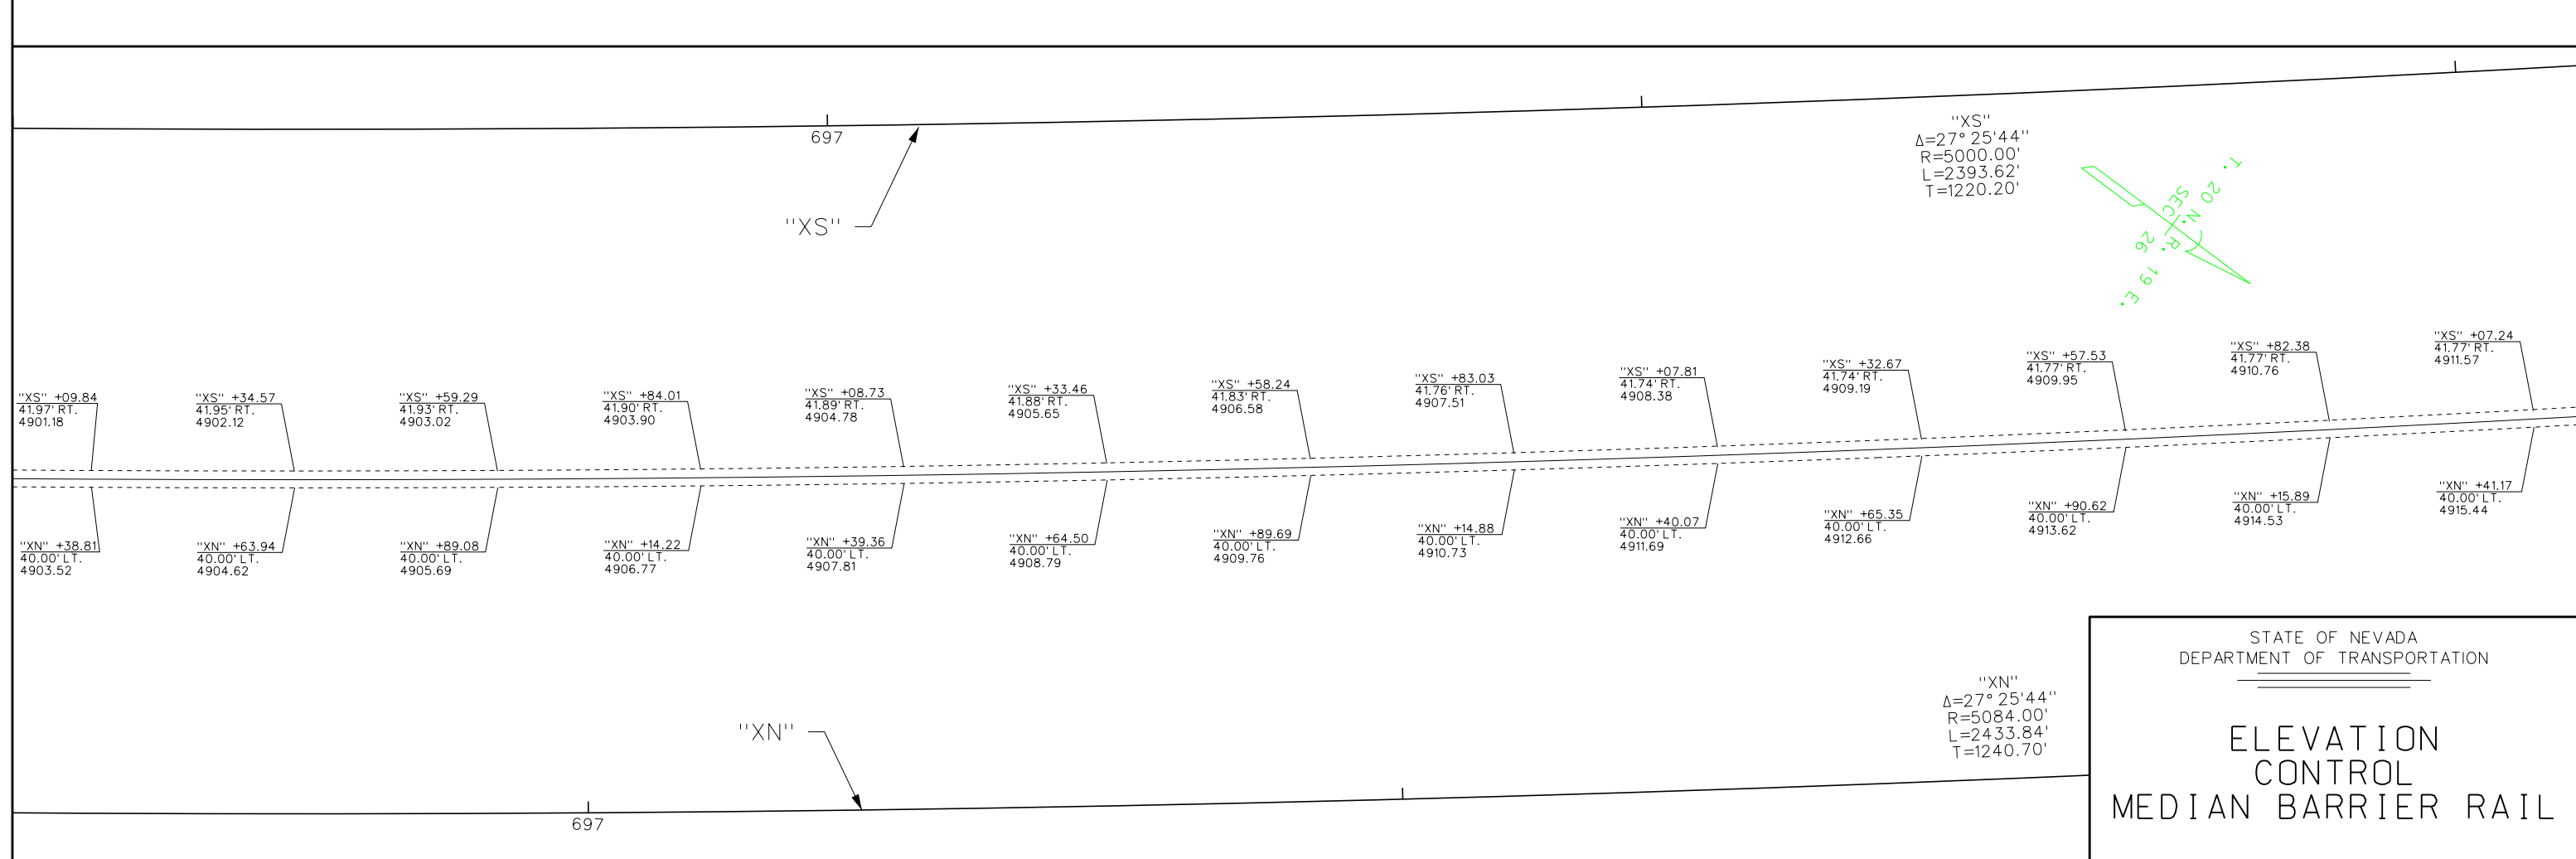 697
"XS"
"XS"
Δ=27° 25'44"
R=5000.00'
L=2393.62'
T=1220.20'
T. 20 N. R. 19 E.
SEC 26
"XS" +09.84
41.97' RT.
4901.18
"XS" +34.57
41.95' RT.
4902.12
"XS" +59.29
41.93' RT.
4903.02
"XS" +84.01
41.90' RT.
4903.90
"XS" +08.73
41.89' RT.
4904.78
"XS" +33.46
41.88' RT.
4905.65
"XS" +58.24
41.83' RT.
4906.58
"XS" +83.03
41.76' RT.
4907.51
"XS" +07.81
41.74' RT.
4908.38
"XS" +32.67
41.74' RT.
4909.19
"XS" +57.53
41.77' RT.
4909.95
"XS" +82.38
41.77' RT.
4910.76
"XS" +07.24
41.77' RT.
4911.57
"XN" +38.81
40.00' LT.
4903.52
"XN" +63.94
40.00' LT.
4904.62
"XN" +89.08
40.00' LT.
4905.69
"XN" +14.22
40.00' LT.
4906.77
"XN" +39.36
40.00' LT.
4907.81
"XN" +64.50
40.00' LT.
4908.79
"XN" +89.69
40.00' LT.
4909.76
"XN" +14.88
40.00' LT.
4910.73
"XN" +40.07
40.00' LT.
4911.69
"XN" +65.35
40.00' LT.
4912.66
"XN" +90.62
40.00' LT.
4913.62
"XN" +15.89
40.00' LT.
4914.53
"XN" +41.17
40.00' LT.
4915.44
"XN"
697
"XN"
Δ=27° 25'44"
R=5084.00'
L=2433.84'
T=1240.70'
STATE OF NEVADA
DEPARTMENT OF TRANSPORTATION
ELEVATION
CONTROL
MEDIAN BARRIER RAIL